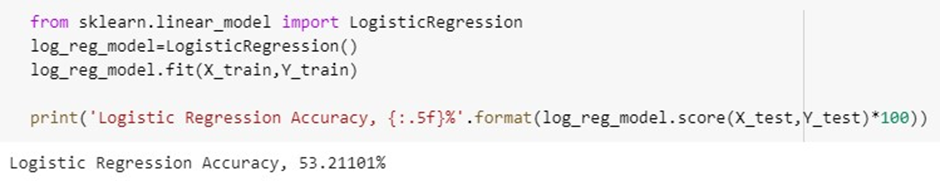 from sklearn.linear_model import LogisticRegression
log_reg_model=LogisticRegression()
log_reg_model.fit(X_train,Y_train)
print('Logistic Regression Accuracy, {:.5f}%'.format(log_reg_model.score(X_test,Y_test)*100))
Logistic Regression Accuracy, 53.21101%